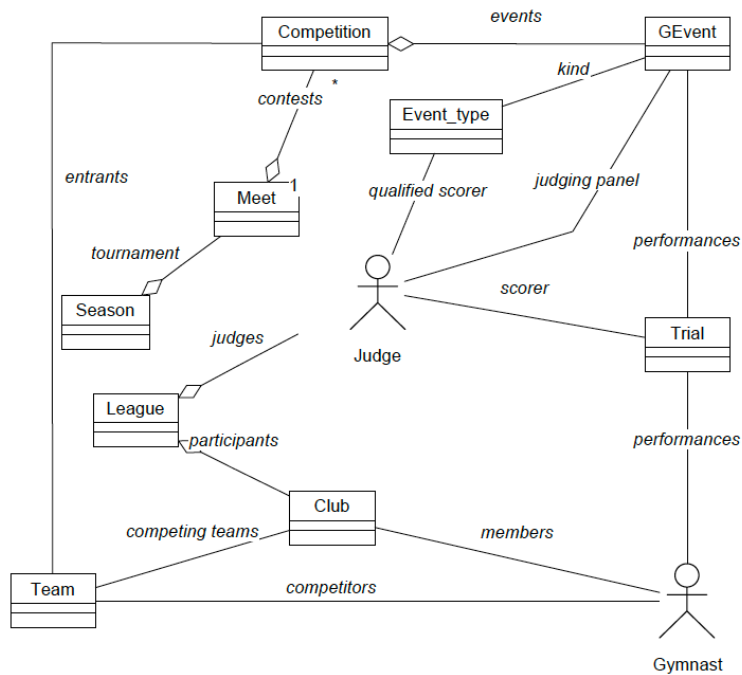 events
Competition
GEvent
kind
*
contests
Event_type
entrants
qualified scorer
judging panel
1
Meet
tournament
performances
Season
scorer
judges
Judge
Trial
League
participants
performances
Club
competing teams
members
Team
competitors
Gymnast